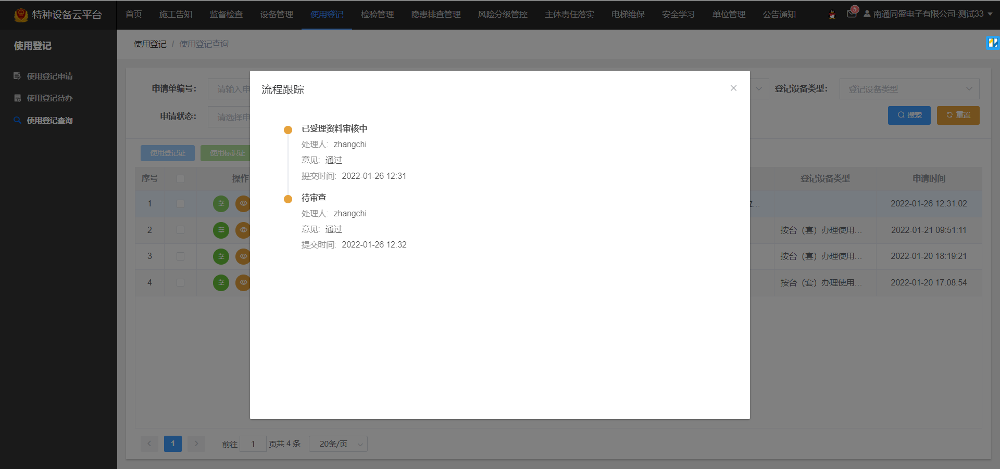 特种设备云平台
首页 施工告知 监督检查 设备管理 使用登记 检验管理 隐患排查管理 风险分级管控 主体责任落实 电梯维保 安全学习 单位管理 公告通知 5 南通同盛电子有限公司-测试33
使用登记
使用登记申请
使用登记待办
使用登记查询
使用登记 / 使用登记查询
申请单编号： 请输入申
登记设备类型： 登记设备类型
申请状态： 请选择申
搜索 重置
使用登记证 使用标识证
序号 操作 登记设备类型 申请时间
1 2022-01-26 12:31:02
2 按台（套）办理使用... 2022-01-21 09:51:11
3 按台（套）办理使用... 2022-01-20 18:19:21
4 按台（套）办理使用... 2022-01-20 17:08:54
1 前往 1 页共 4 条 20条/页
流程跟踪
已受理资料审核中
处理人: zhangchi
意见: 通过
提交时间: 2022-01-26 12:31
待审查
处理人: zhangchi
意见: 通过
提交时间: 2022-01-26 12:32